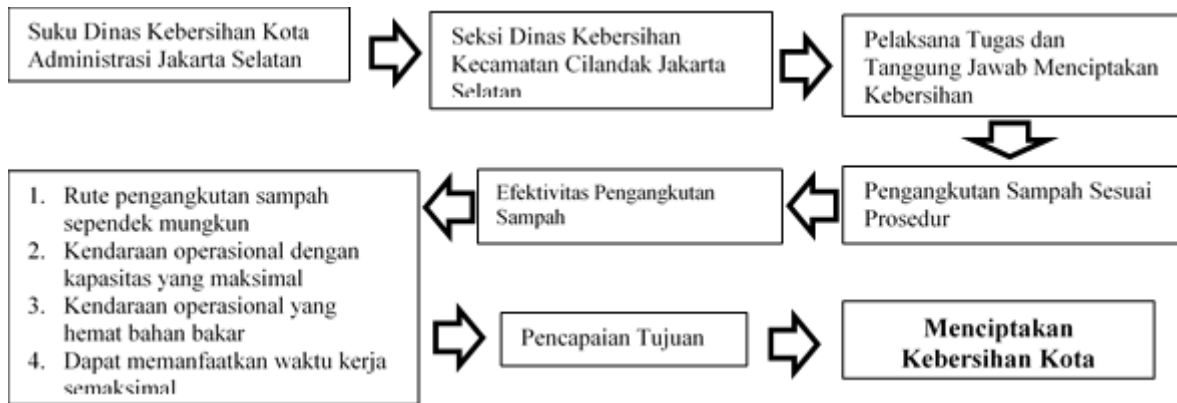 Suku Dinas Kebersihan Kota
Administrasi Jakarta Selatan
Seksi Dinas Kebersihan
Kecamatan Cilandak Jakarta
Selatan
Pelaksana Tugas dan
Tanggung Jawab Menciptakan
Kebersihan
Pengangkutan Sampah Sesuai
Prosedur
Efektivitas Pengangkutan
Sampah
1. Rute pengangkutan sampah
sependek mungkun
2. Kendaraan operasional dengan
kapasitas yang maksimal
3. Kendaraan operasional yang
hemat bahan bakar
4. Dapat memanfaatkan waktu kerja
semaksimal
Pencapaian Tujuan
Menciptakan
Kebersihan Kota